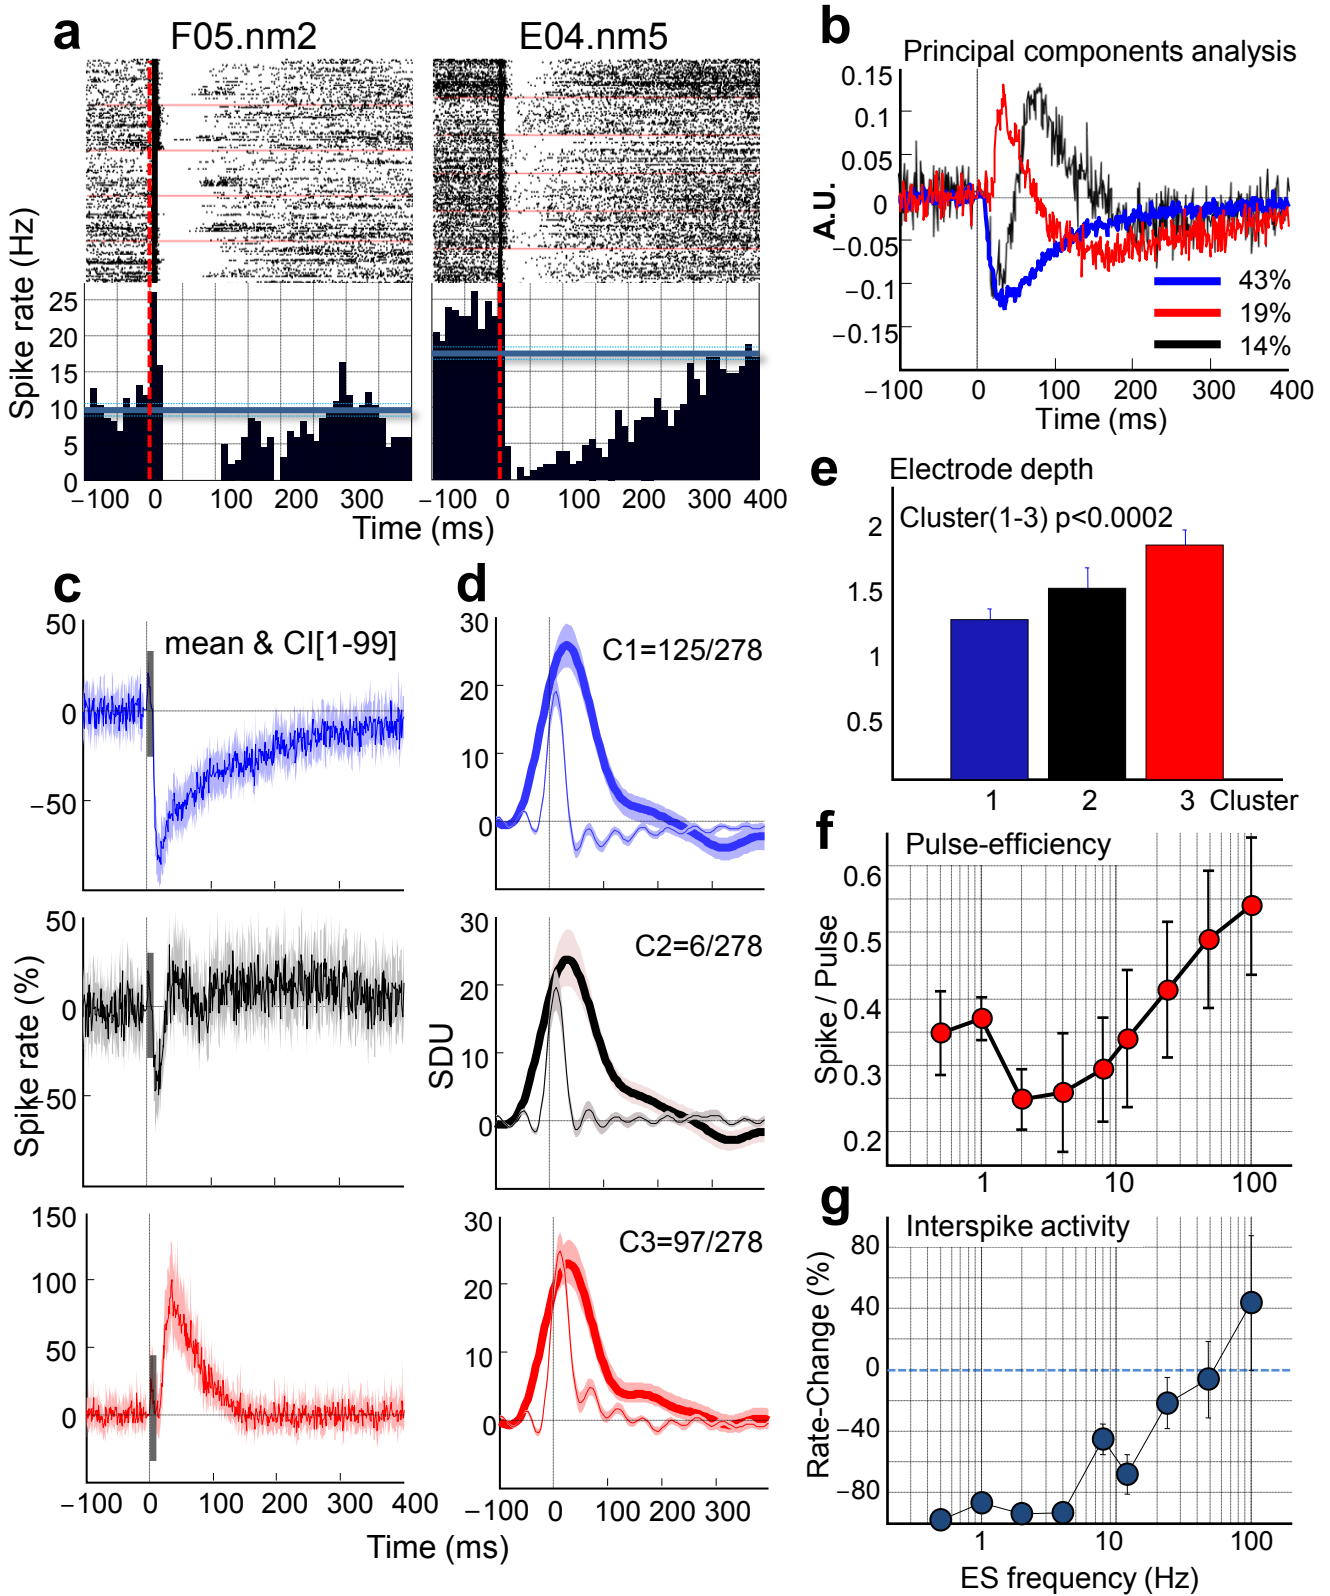 a
F05.nm2
E04.nm5
Spike rate (Hz)
25
20
15
10
5
0
−100 0 100 200 300
−100 0 100 200 300 400
Time (ms)
b
Principal components analysis
A.U.
0.15
0.1
0.05
0
−0.05
−0.1
−0.15
43%
19%
14%
−100 0 100 200 300 400
Time (ms)
c
mean & CI[1-99]
50
0
−50
50
0
50
150
100
50
0
Spike rate (%)
−100 0 100 200 300 400
Time (ms)
d
C1=125/278
30
20
10
0
C2=6/278
30
20
10
0
C3=97/278
30
20
10
0
SDU
−100 0 100 200 300
e
Electrode depth
Cluster(1-3) p<0.0002
2
1.5
1
0.5
1 2 3 Cluster
f
Pulse-efficiency
Spike / Pulse
0.6
0.5
0.4
0.3
0.2
1 10 100
g
Interspike activity
Rate-Change (%)
80
40
0
−40
−80
1 10 100
ES frequency (Hz)